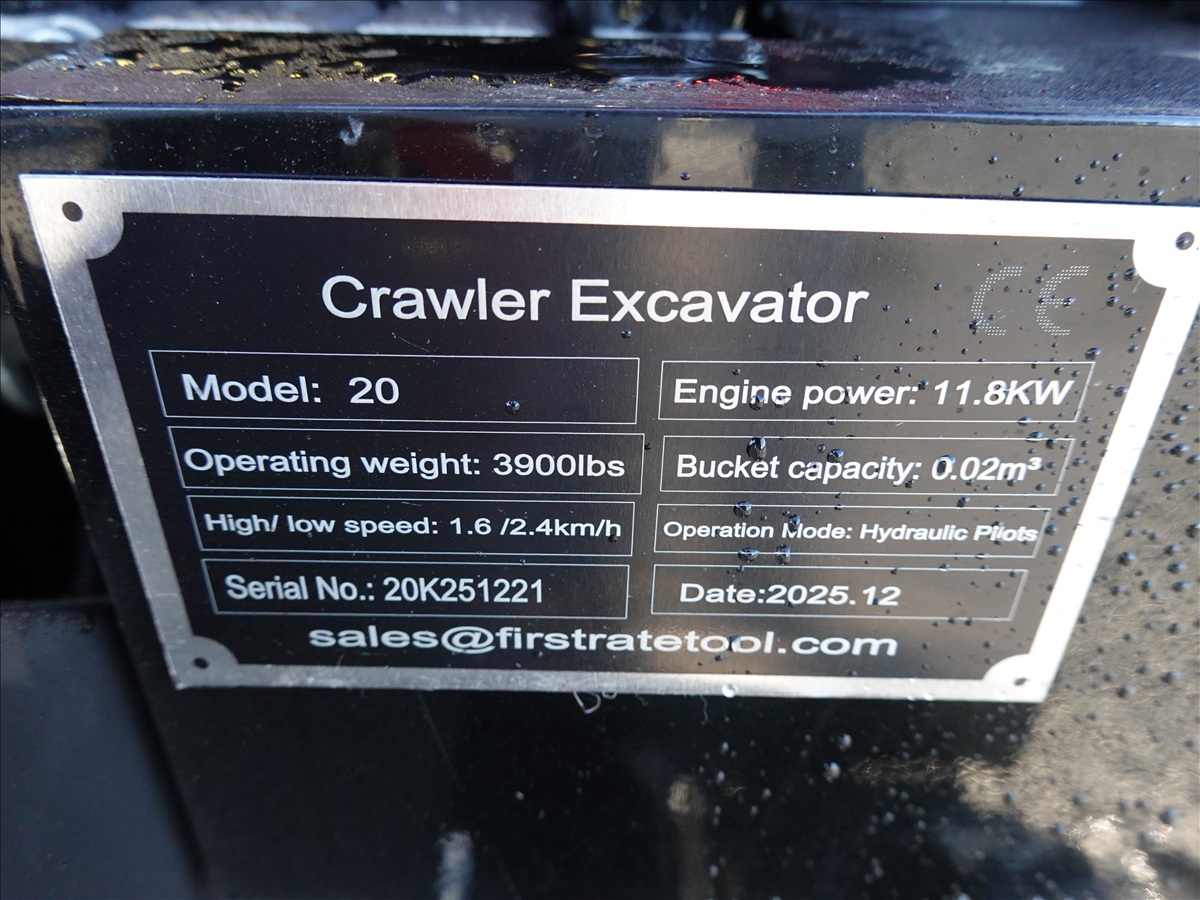 Crawler Excavator CE
Model: 20
Engine power: 11.8KW
Operating weight: 3900lbs
Bucket capacity: 0.02m³
High/ low speed: 1.6 /2.4km/h
Operation Mode: Hydraulic Pilots
Serial No.: 20K251221
Date:2025.12
sales@firstratetool.com